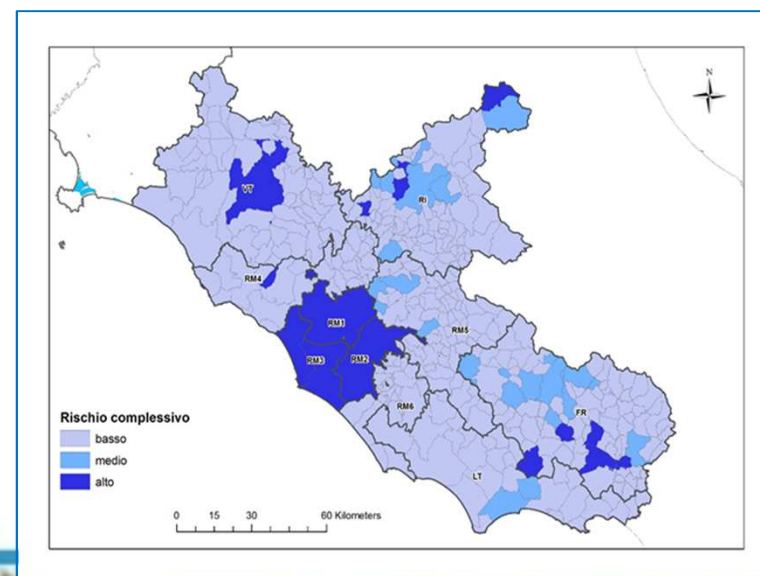 N
VT
RI
RM4
RM1
RM5
RM3
RM2
RM6
FR
LT
Rischio complessivo
basso
medio
alto
0 15 30 60 Kilometers